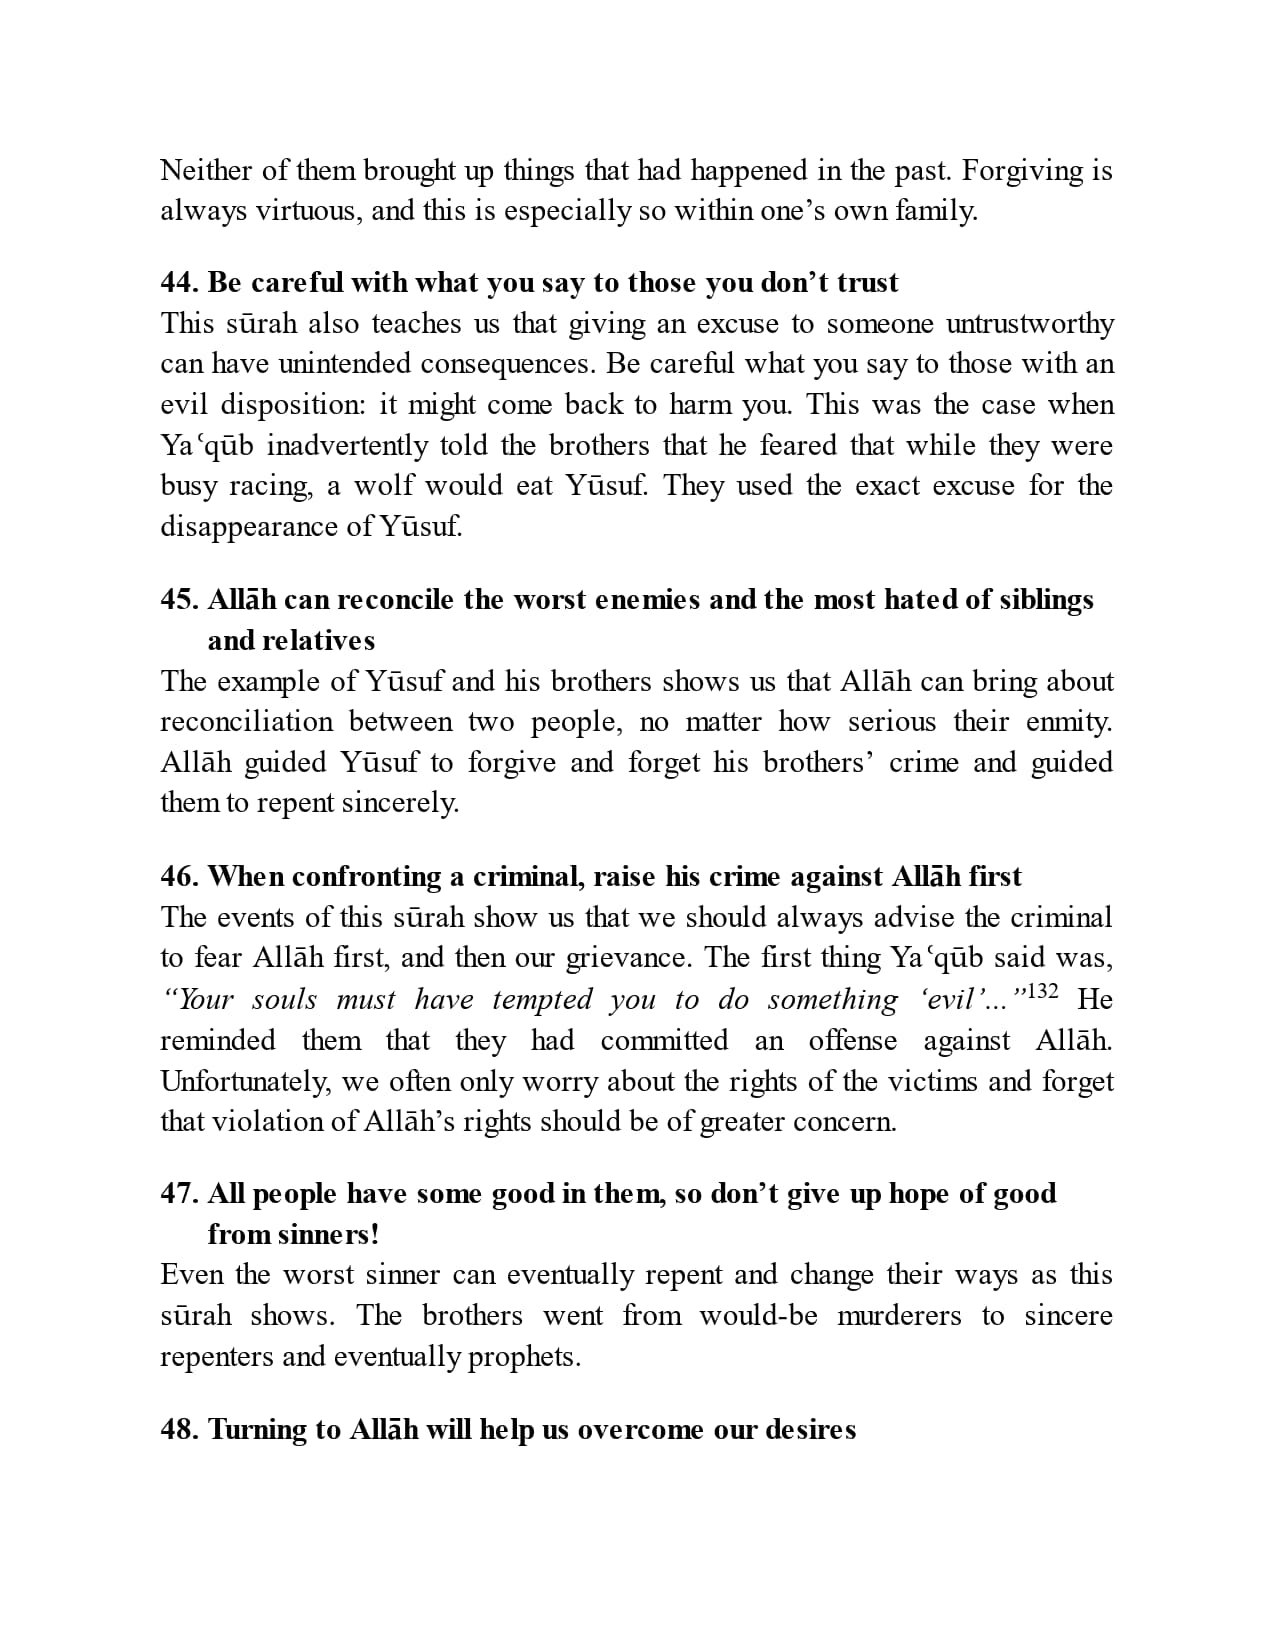 Neither of them brought up things that had happened in the past. Forgiving is
always virtuous, and this is especially so within one’s own family.
44. Be careful with what you say to those you don’t trust
This sūrah also teaches us that giving an excuse to someone untrustworthy
can have unintended consequences. Be careful what you say to those with an
evil disposition: it might come back to harm you. This was the case when
Yaʿqūb inadvertently told the brothers that he feared that while they were
busy racing, a wolf would eat Yūsuf. They used the exact excuse for the
disappearance of Yūsuf.
45. Allāh can reconcile the worst enemies and the most hated of siblings
and relatives
The example of Yūsuf and his brothers shows us that Allāh can bring about
reconciliation between two people, no matter how serious their enmity.
Allāh guided Yūsuf to forgive and forget his brothers’ crime and guided
them to repent sincerely.
46. When confronting a criminal, raise his crime against Allāh first
The events of this sūrah show us that we should always advise the criminal
to fear Allāh first, and then our grievance. The first thing Yaʿqūb said was,
“Your souls must have tempted you to do something ‘evil’...”132 He
reminded them that they had committed an offense against Allāh.
Unfortunately, we often only worry about the rights of the victims and forget
that violation of Allāh’s rights should be of greater concern.
47. All people have some good in them, so don’t give up hope of good
from sinners!
Even the worst sinner can eventually repent and change their ways as this
sūrah shows. The brothers went from would-be murderers to sincere
repenters and eventually prophets.
48. Turning to Allāh will help us overcome our desires